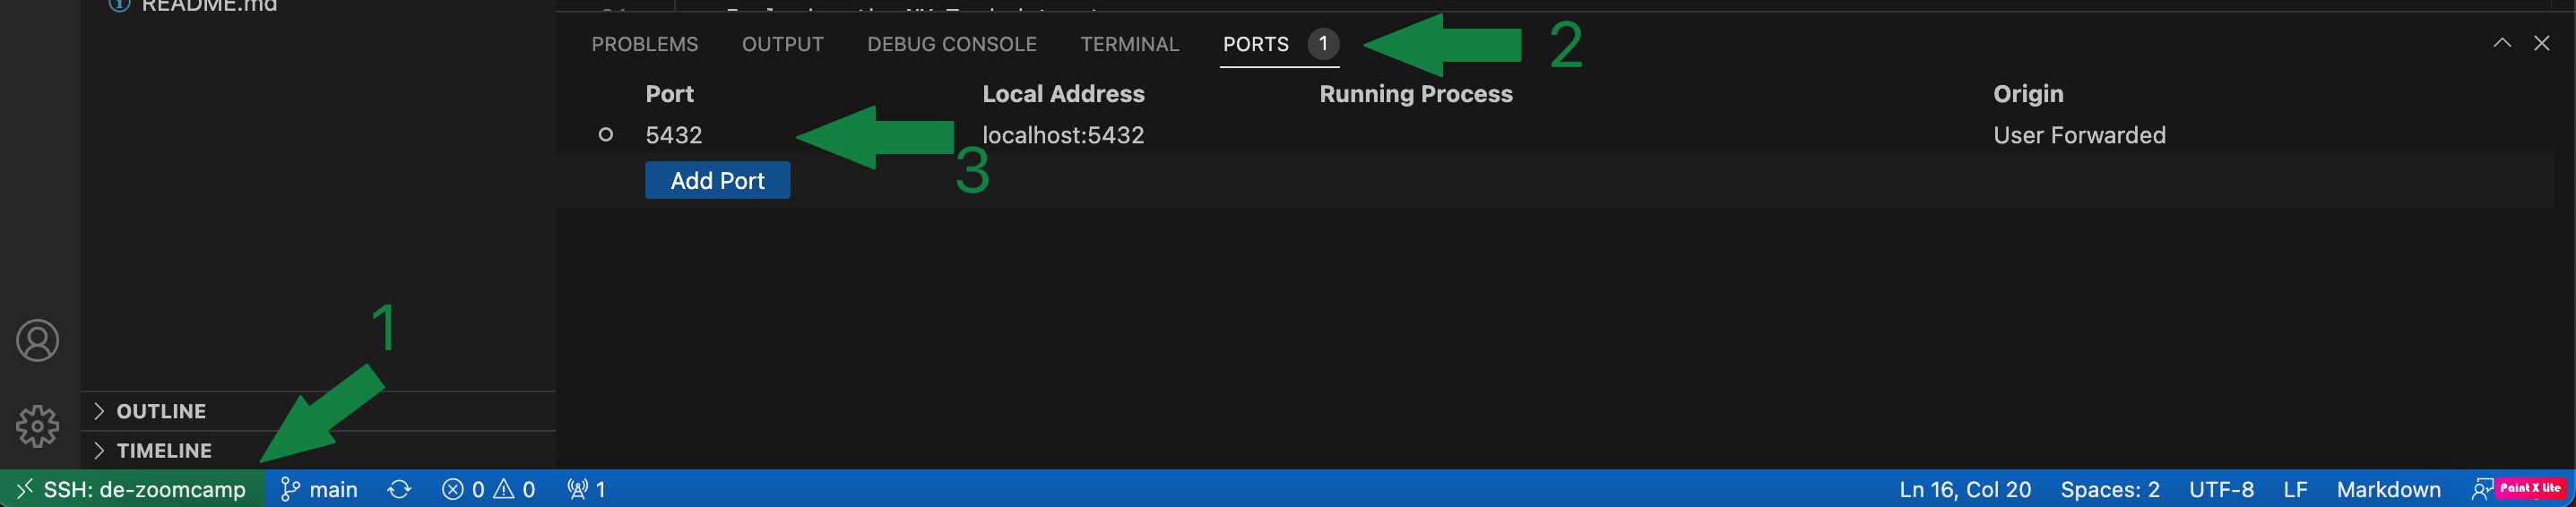 README.md
PROBLEMS OUTPUT DEBUG CONSOLE TERMINAL PORTS 1 2
Port Local Address Running Process Origin
5432 localhost:5432 User Forwarded
3
Add Port
1
OUTLINE
TIMELINE
SSH: de-zoomcamp main 0 0 1 Ln 16, Col 20 Spaces: 2 UTF-8 LF Markdown Paint X Lite